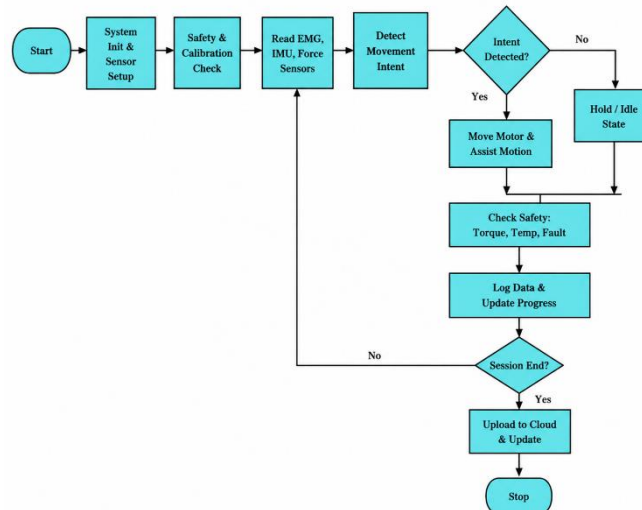 Start
System
Init &
Sensor
Setup
Safety &
Calibration
Check
Read EMG,
IMU, Force
Sensors
Detect
Movement
Intent
Intent
Detected?
No
Yes
Hold / Idle
State
Move Motor &
Assist Motion
Check Safety:
Torque, Temp, Fault
Log Data &
Update Progress
No
Session End?
Yes
Upload to Cloud
& Update
Stop